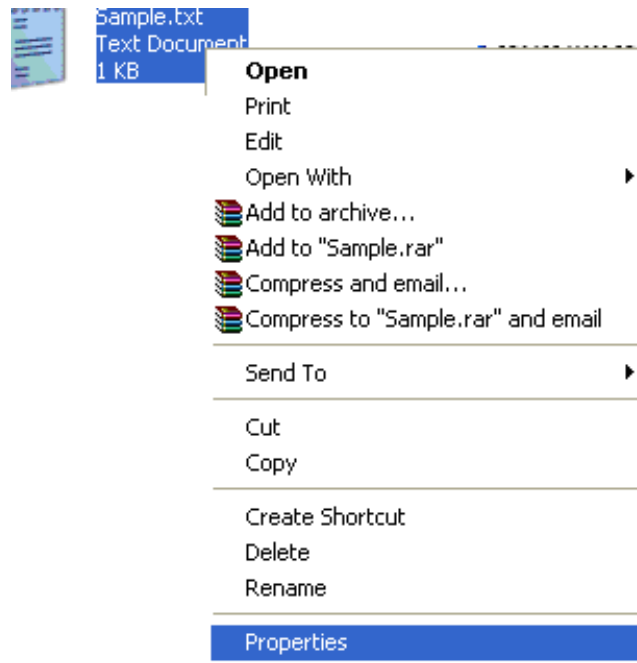 Sample.txt
Text Document
1 KB
Open
Print
Edit
Open With
Add to archive...
Add to "Sample.rar"
Compress and email...
Compress to "Sample.rar" and email
Send To
Cut
Copy
Create Shortcut
Delete
Rename
Properties